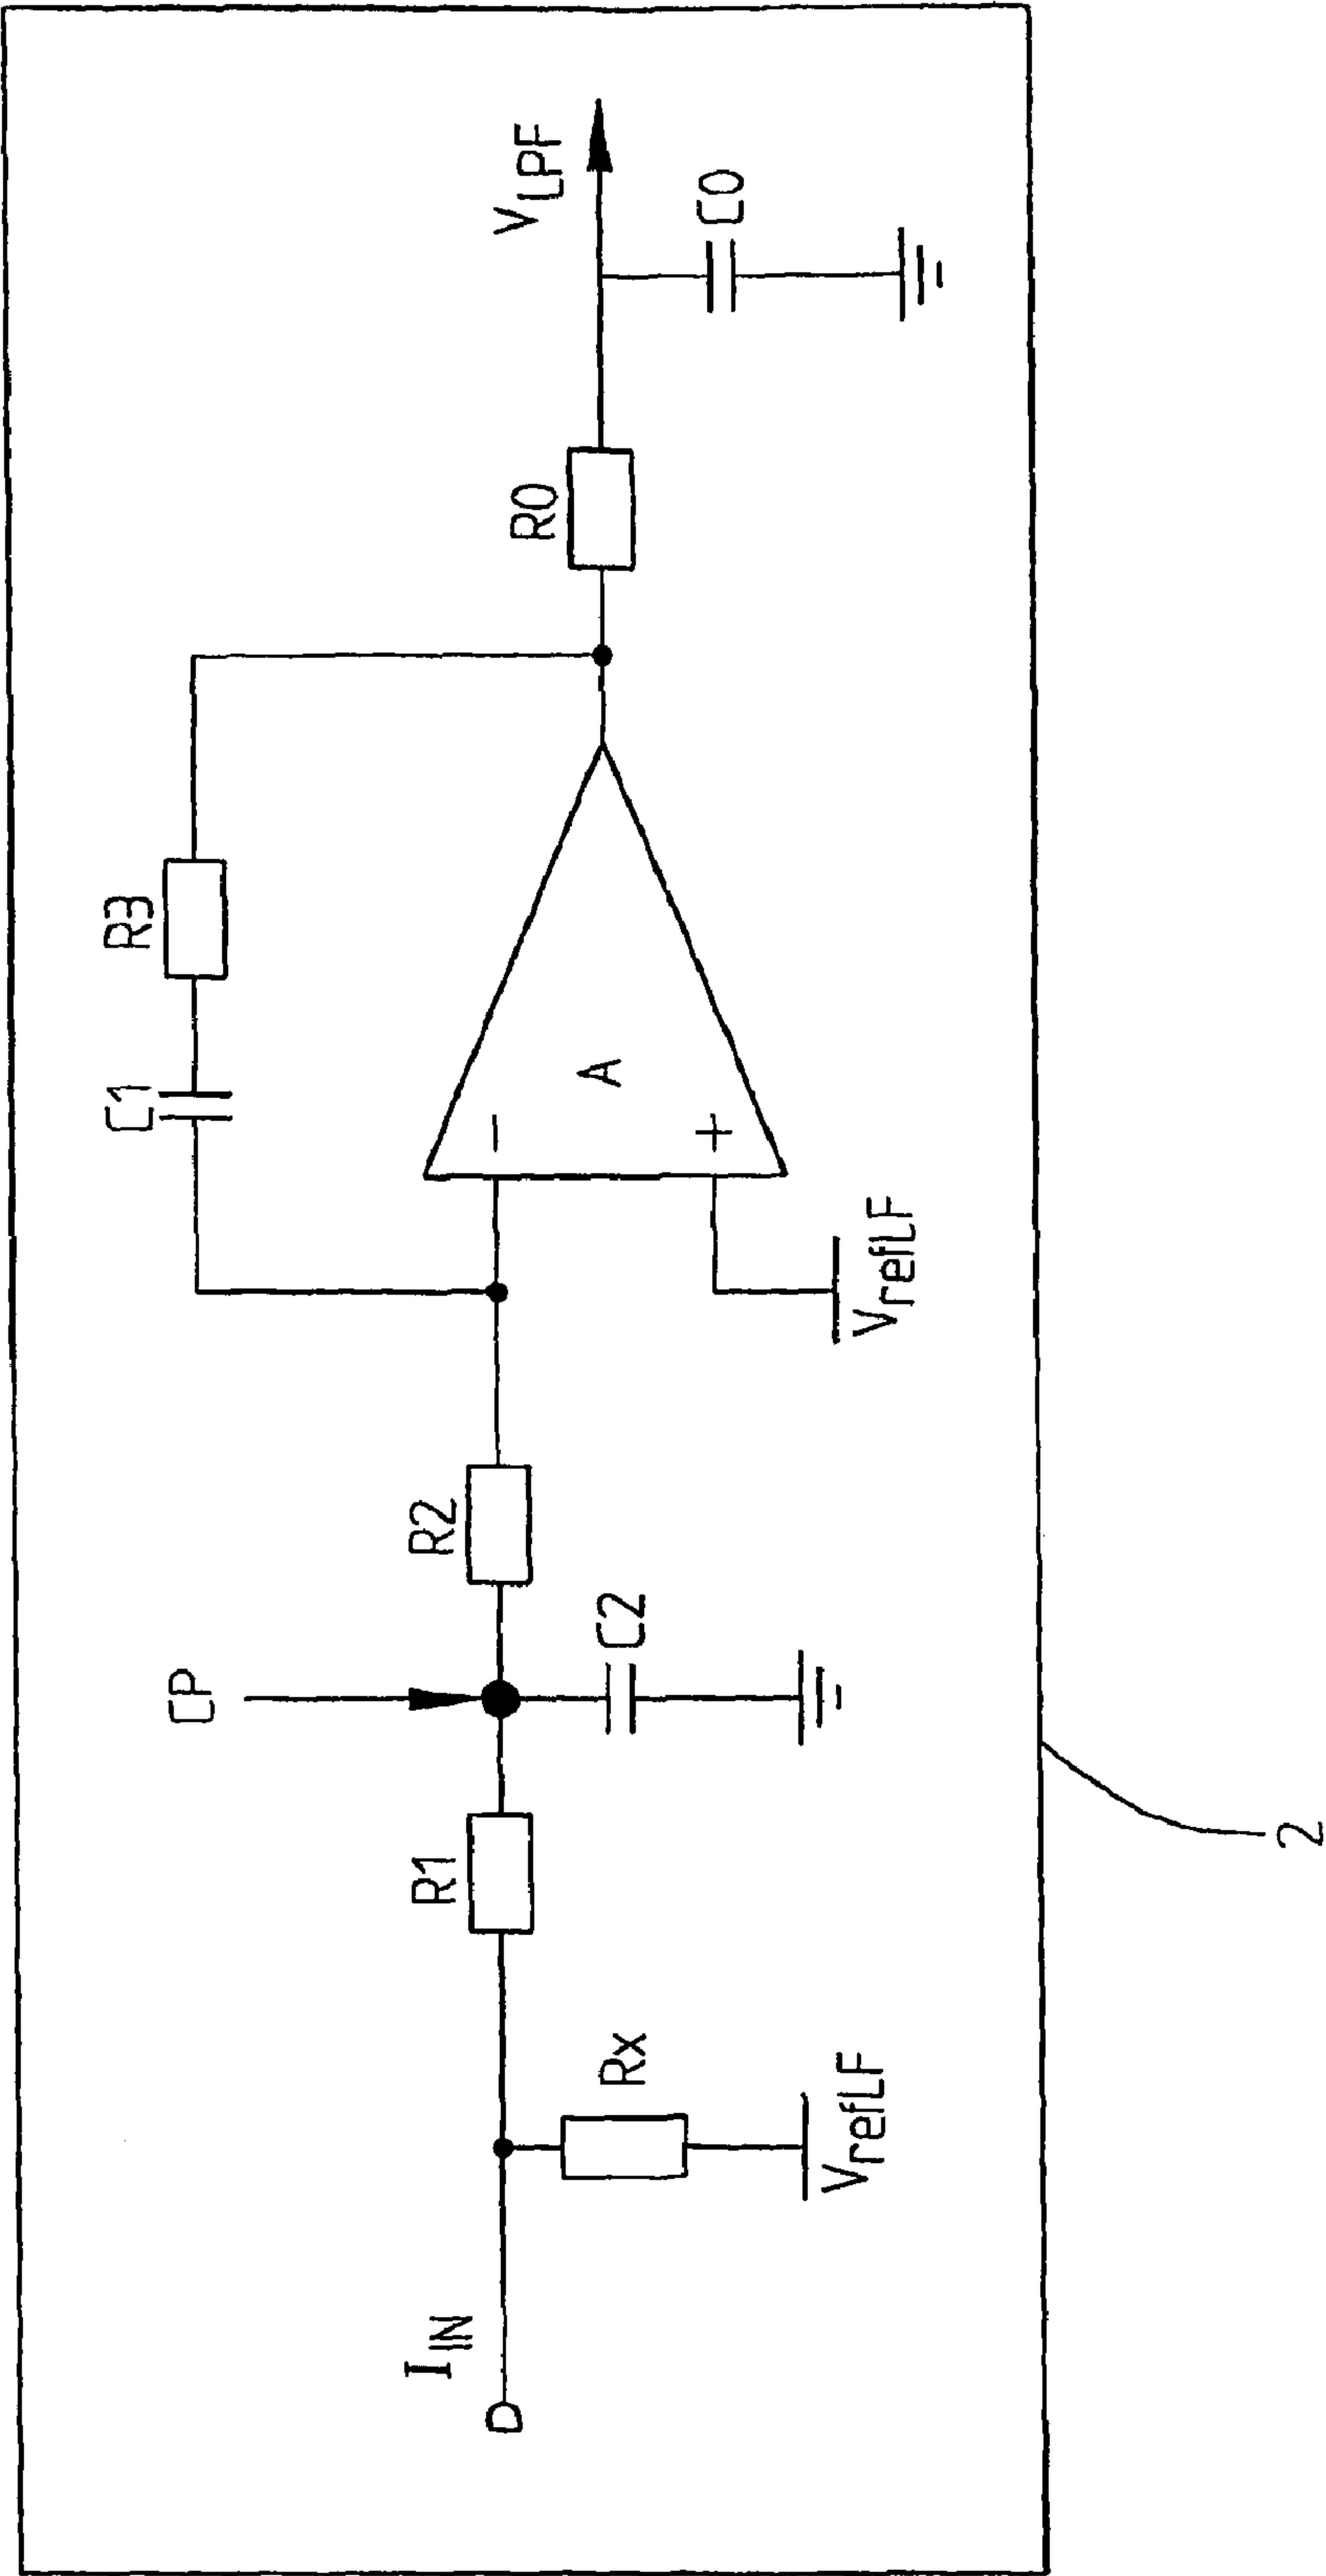 C1
R3
CP
I_IN
D
R1
R2
R0
V_LPF
−
A
+
Rx
C2
C0
V_refLF
V_refLF
2